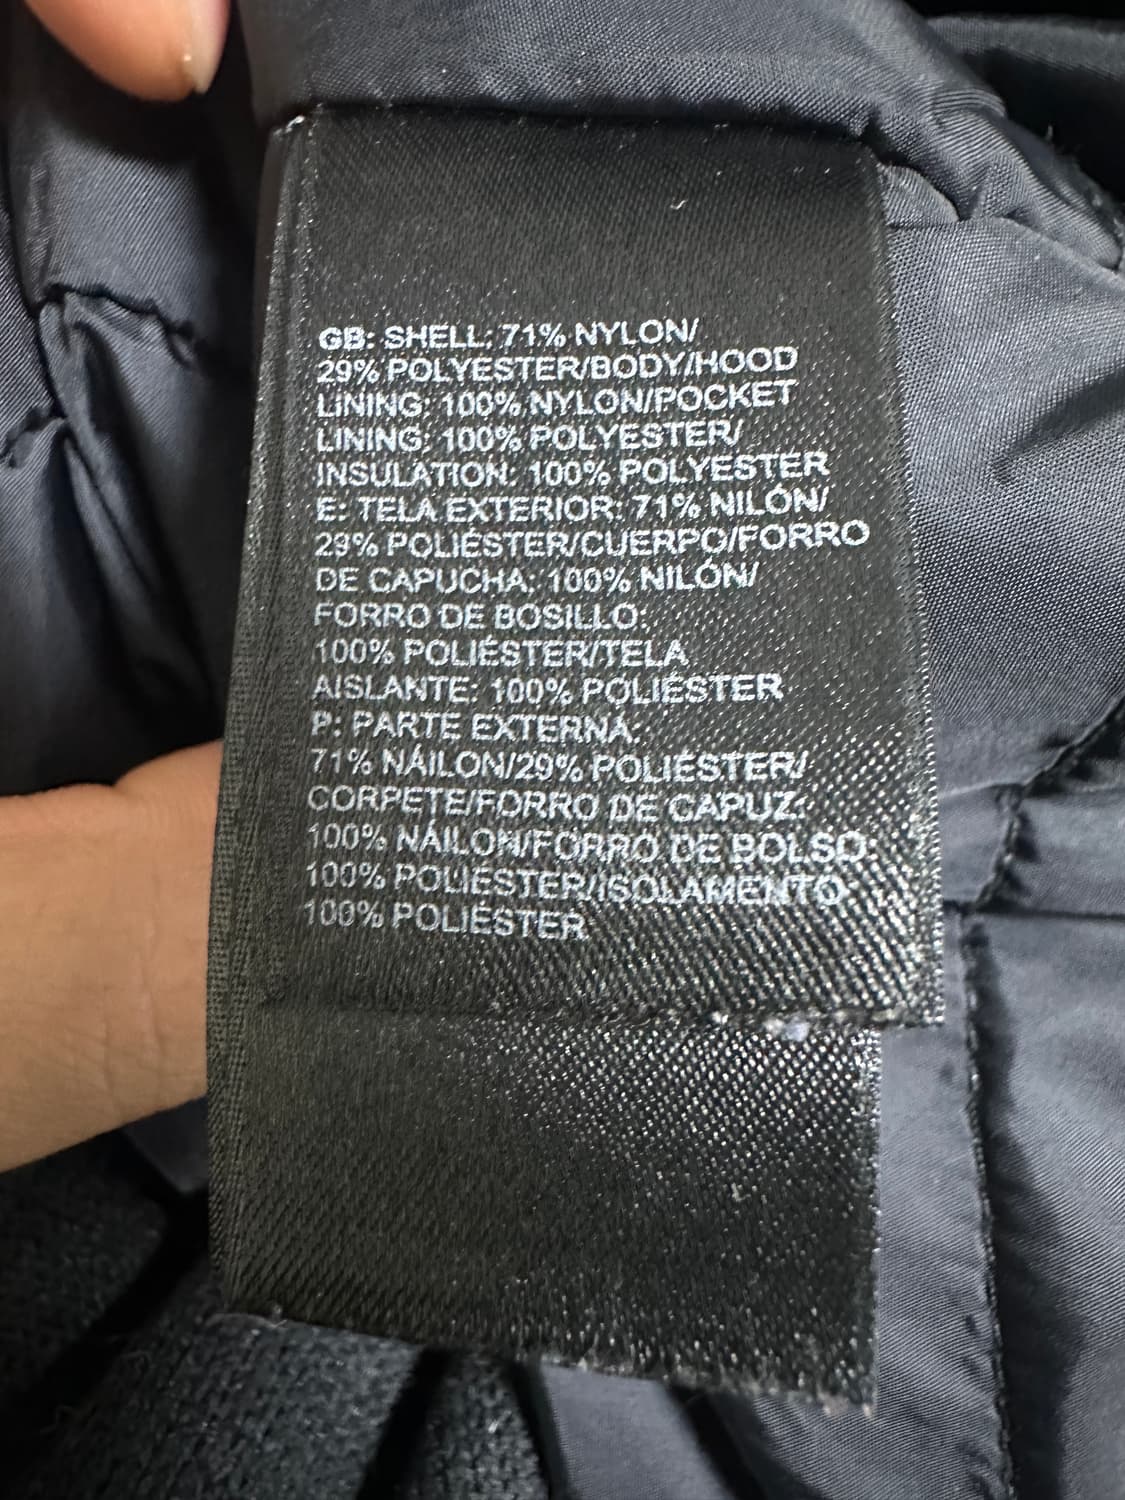 GB: SHELL: 71% NYLON/
29% POLYESTER/BODY/HOOD
LINING: 100% NYLON/POCKET
LINING: 100% POLYESTER/
INSULATION: 100% POLYESTER
E: TELA EXTERIOR: 71% NILÓN/
29% POLIÉSTER/CUERPO/FORRO
DE CAPUCHA: 100% NILÓN/
FORRO DE BOSILLO:
100% POLIÉSTER/TELA
AISLANTE: 100% POLIÉSTER
P: PARTE EXTERNA:
71% NÁILON/29% POLIÉSTER/
CORPETE/FORRO DE CAPUZ:
100% NÁILON/FORRO DE BOLSO:
100% POLIÉSTER/ISOLAMENTO
100% POLIÉSTER